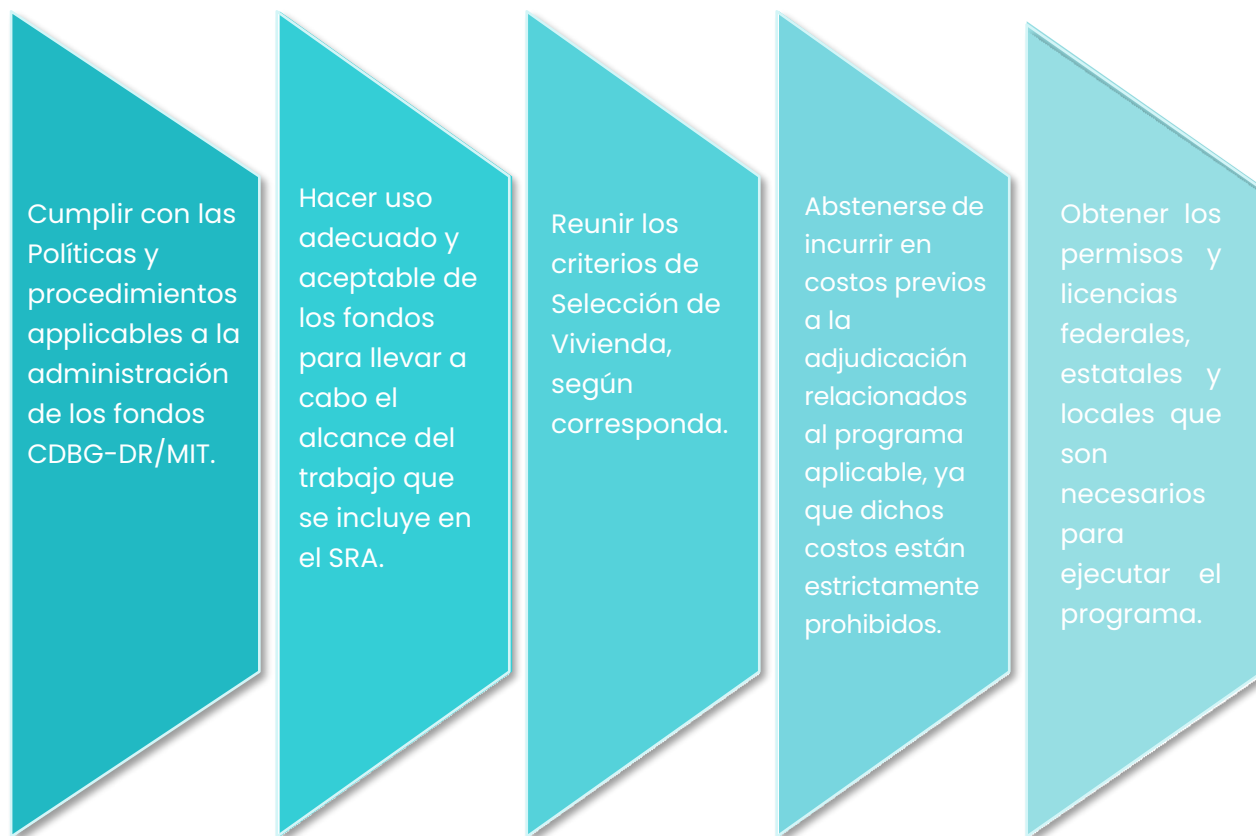 Cumplir con las
Políticas y
procedimientos
applicables a la
administración
de los fondos
CDBG-DR/MIT.
Hacer uso
adecuado y
aceptable de
los fondos
para llevar a
cabo el
alcance del
trabajo que
se incluye en
el SRA.
Reunir los
criterios de
Selección de
Vivienda,
según
corresponda.
Abstenerse de
incurrir en
costos previos
a la
adjudicación
relacionados
al programa
aplicable, ya
que dichos
costos están
estrictamente
prohibidos.
Obtener los
permisos y
licencias
federales,
estatales y
locales que
son
necesarios
para
ejecutar el
programa.